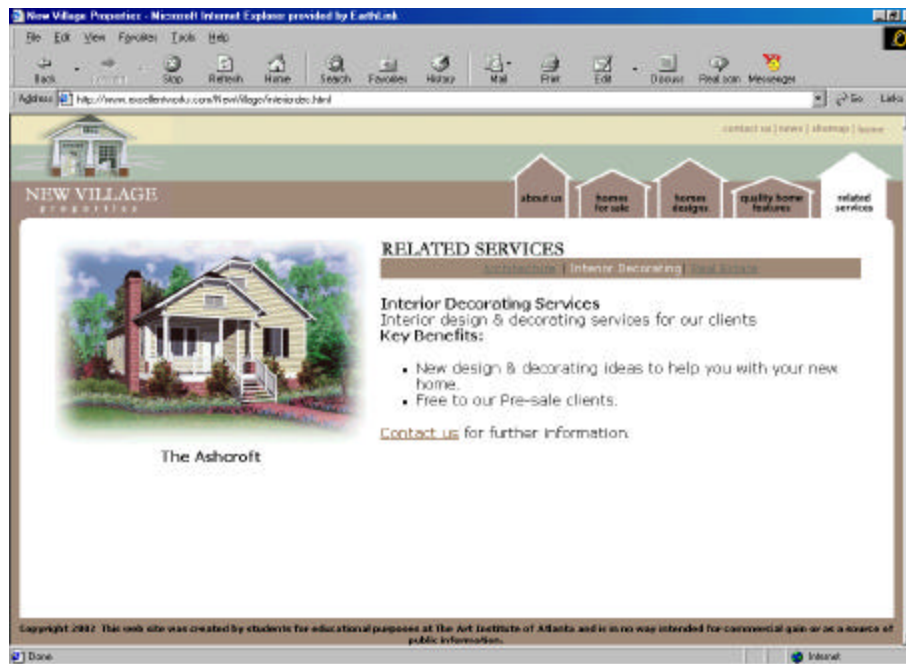 New Village Properties - Microsoft Internet Explorer provided by EarthLink
File Edit View Favorites Tools Help
Back Stop Refresh Home Search Favorites History Mail Print Edit Discuss Real.com Messenger
Address Go Links
contact us | news | sitemap | home
NEW VILLAGE
properties
about us
homes for sale
homes designs
quality home features
related services
RELATED SERVICES
Architecture | Interior Decorating | Real Estate
Interior Decorating Services
Interior design & decorating services for our clients
Key Benefits:
• New design & decorating ideas to help you with your new
home.
• Free to our Pre-sale clients.
Contact us for further information.
The Ashcroft
Copyright 2002 This web site was created by students for educational purposes at The Art Institute of Atlanta and is in no way intended for commercial gain or as a source of
public information.
Done Internet